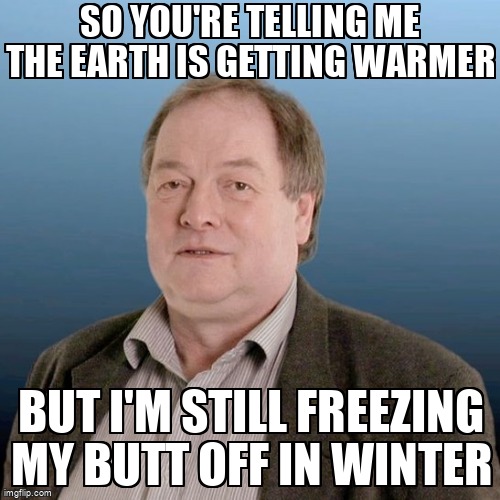 SO YOU'RE TELLING ME
THE EARTH IS GETTING WARMER
BUT I'M STILL FREEZING
MY BUTT OFF IN WINTER
imgflip.com